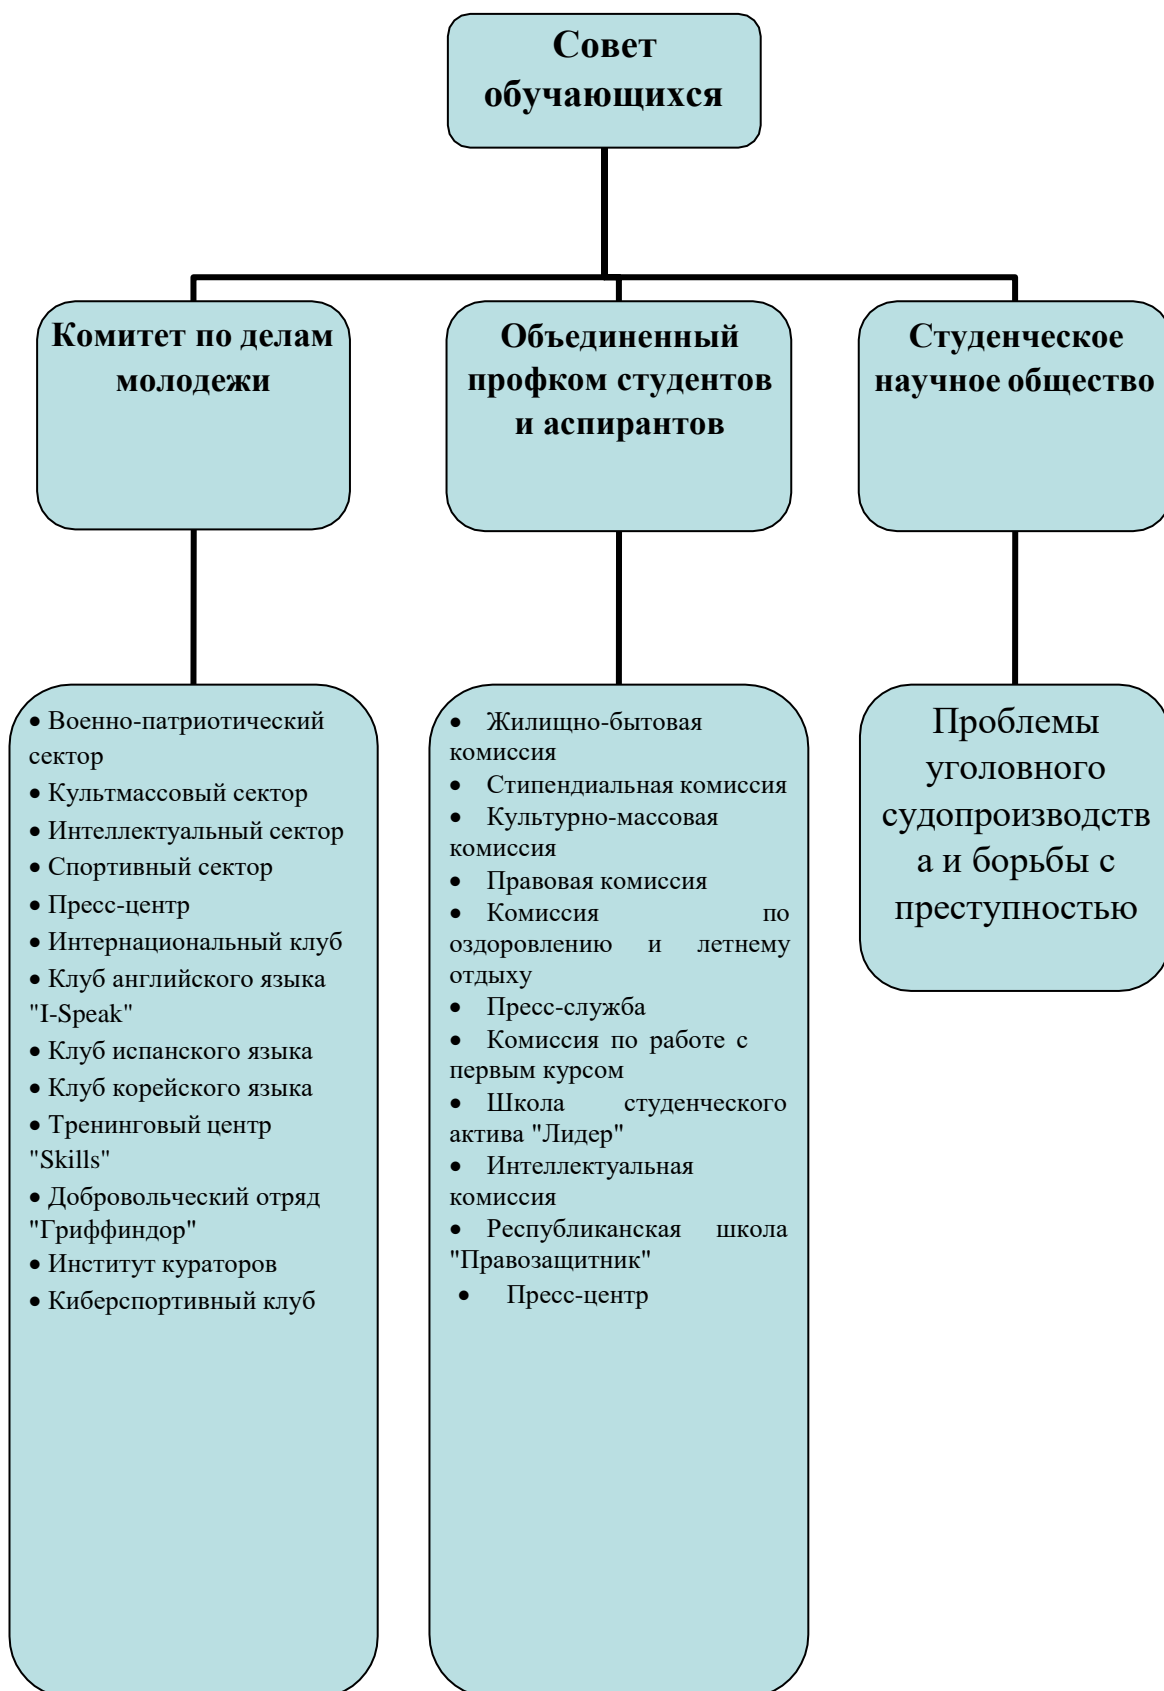 Совет
обучающихся
Комитет по делам
молодежи
Объединенный
профком студентов
и аспирантов
Студенческое
научное общество
• Военно-патриотический
сектор
• Культмассовый сектор
• Интеллектуальный сектор
• Спортивный сектор
• Пресс-центр
• Интернациональный клуб
• Клуб английского языка
"I-Speak"
• Клуб испанского языка
• Клуб корейского языка
• Тренинговый центр
"Skills"
• Добровольческий отряд
"Гриффиндор"
• Институт кураторов
• Киберспортивный клуб
• Жилищно-бытовая
комиссия
• Стипендиальная комиссия
• Культурно-массовая
комиссия
• Правовая комиссия
• Комиссия по
оздоровлению и летнему
отдыху
• Пресс-служба
• Комиссия по работе с
первым курсом
• Школа студенческого
актива "Лидер"
• Интеллектуальная
комиссия
• Республиканская школа
"Правозащитник"
• Пресс-центр
Проблемы
уголовного
судопроизводств
а и борьбы с
преступностью